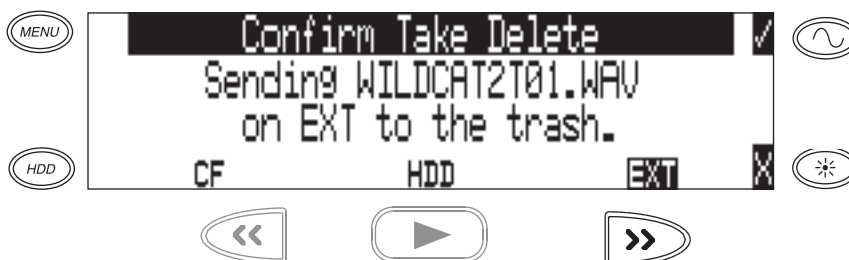 MENU
Confirm Take Delete
Sending WILDCAT2T01.WAV
on EXT to the trash.
HDD
CF HDD EXT X